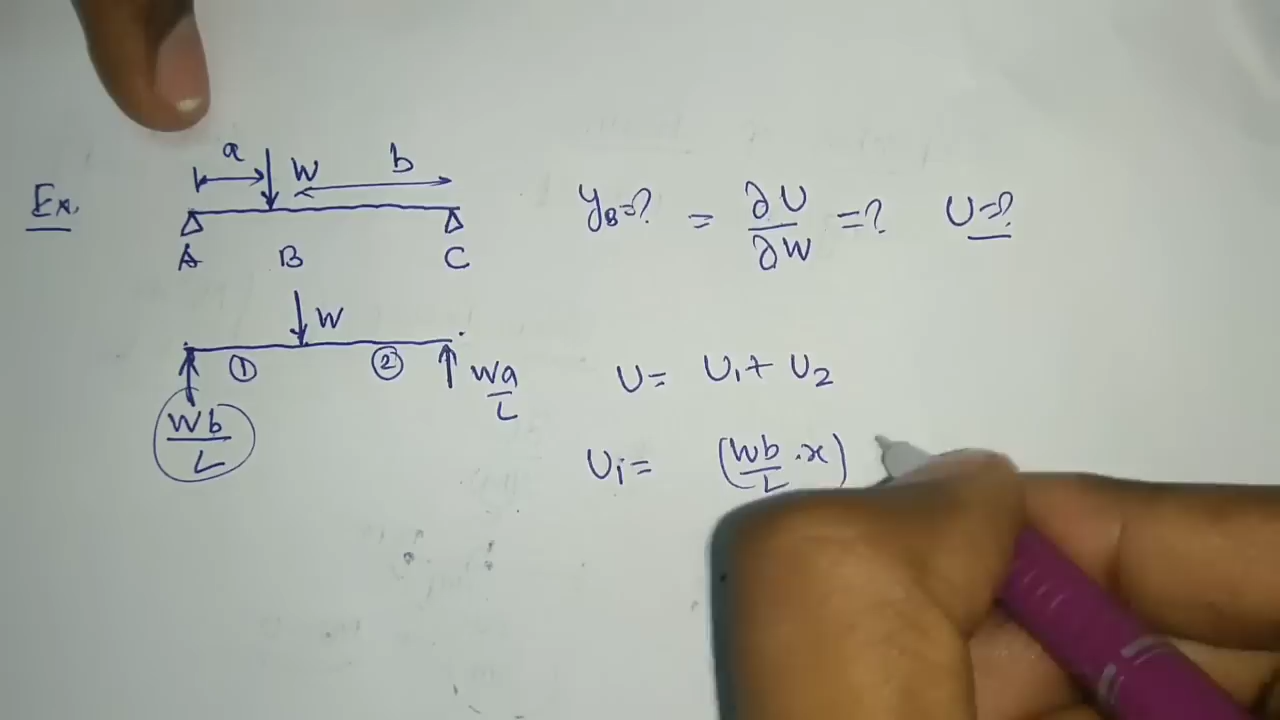 a W b
Ex.
A B C
y_B=? = ∂U/∂W =? U=?
W
① ②
Wb/L Wa/L
U= U₁+ U₂
U₁= (Wb/L .x)